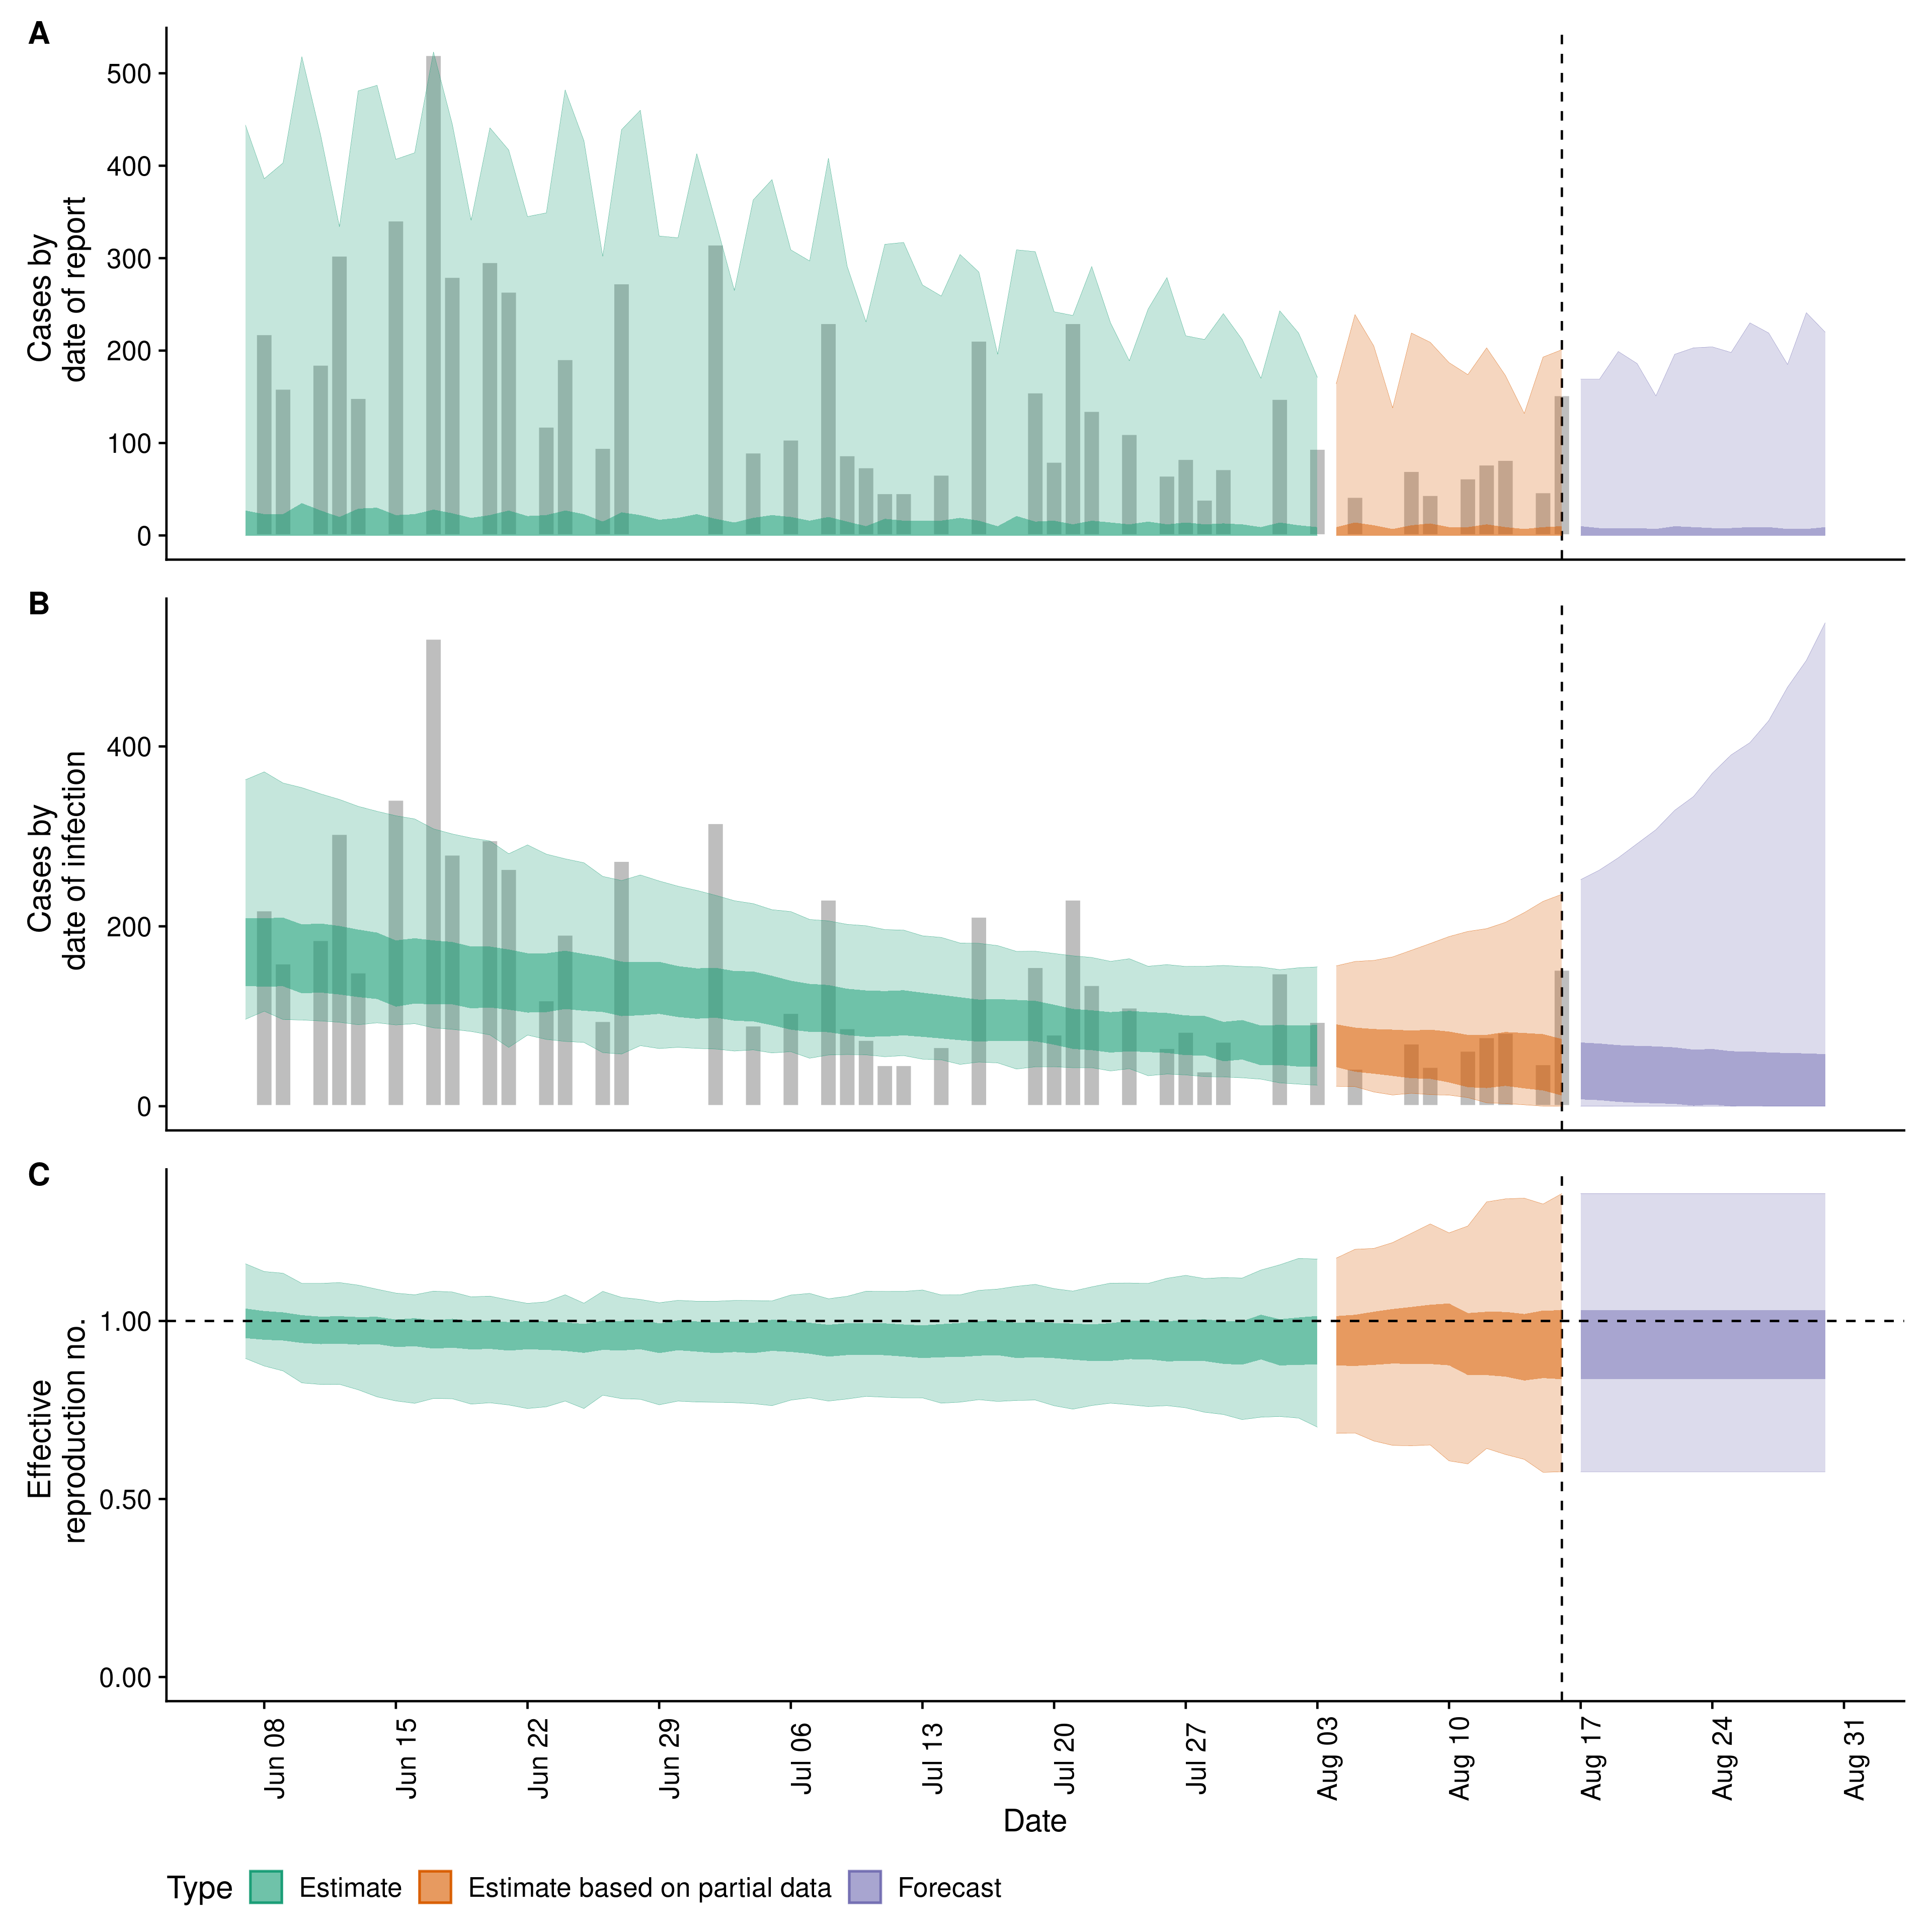 A
Cases by
date of report
500
400
300
200
100
0
B
Cases by
date of infection
400
200
0
C
Effective
reproduction no.
1.00
0.50
0.00
Jun 08
Jun 15
Jun 22
Jun 29
Jul 06
Jul 13
Jul 20
Jul 27
Aug 03
Aug 10
Aug 17
Aug 24
Aug 31
Date
Type Estimate Estimate based on partial data Forecast